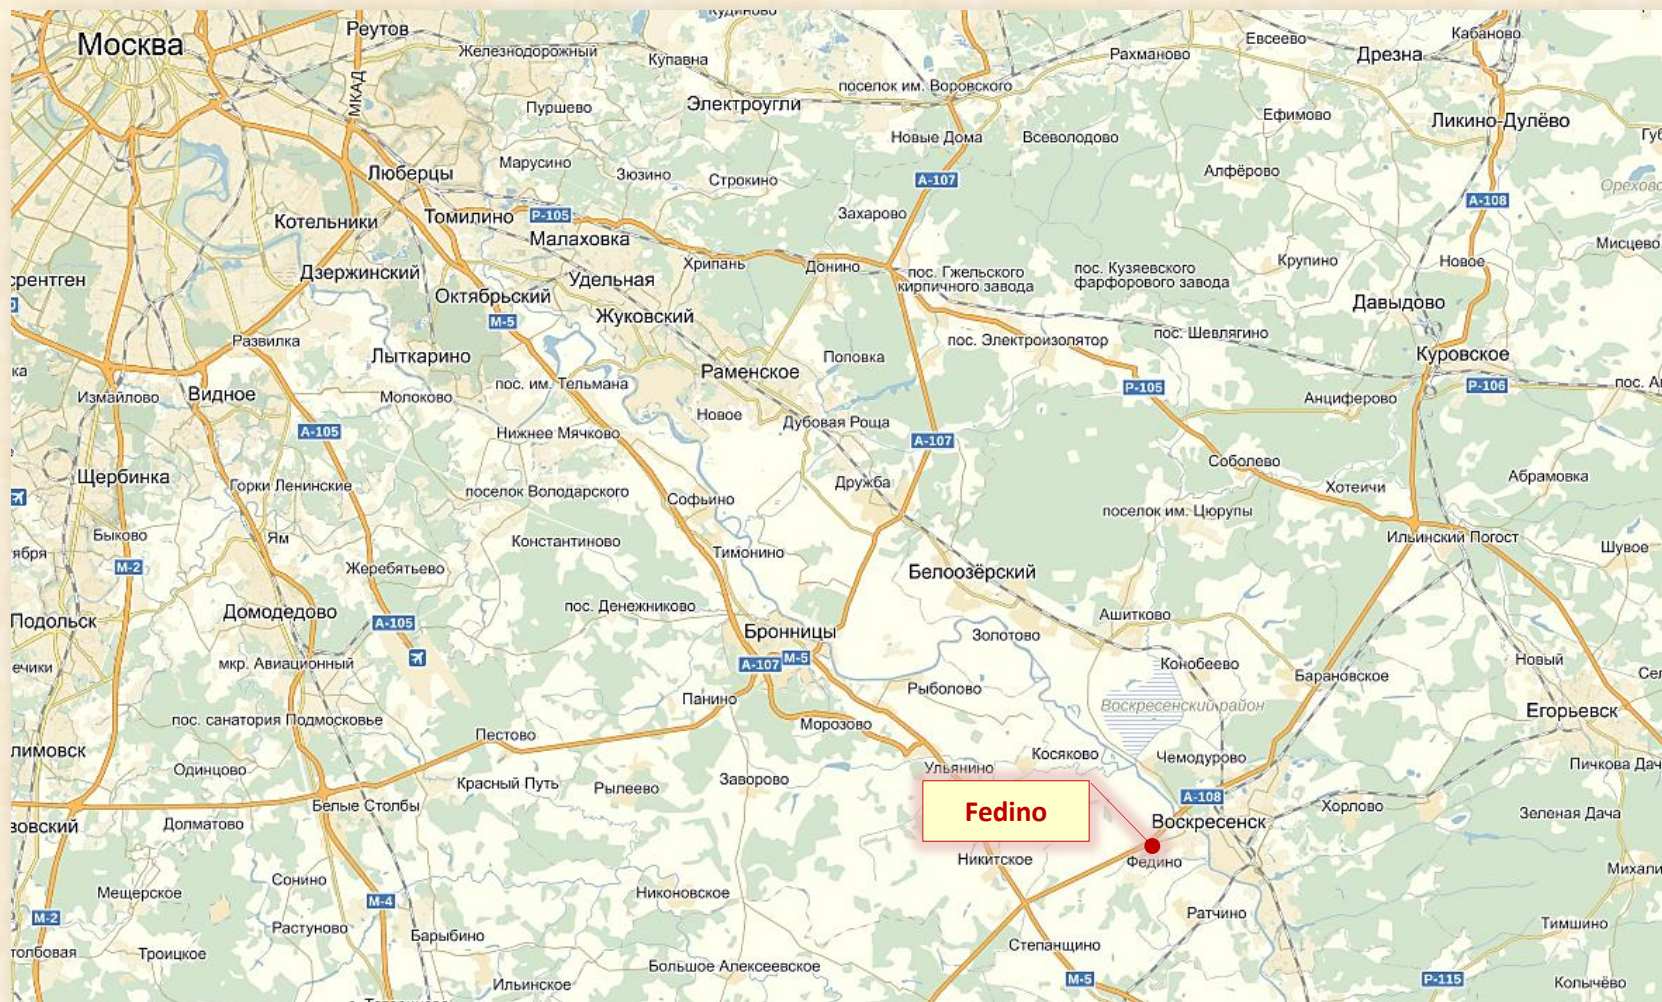 Кудиново
Москва
Реутов
Железнодорожный
Купавна
Рахманово
Евсеево
Кабаново
Дрезна
МКАД
Пуршево
Электроугли
поселок им. Воровского
Ефимово
Ликино-Дулёво
Новые Дома
Всеволодово
Марусино
Люберцы
Зюзино
Строкино
А-107
Алфёрово
А-108
Котельники
Томилино
Р-105
Захарово
Малаховка
Мисцево
Дзержинский
Удельная
Хрипань
Донино
пос. Гжельского
кирпичного завода
пос. Кузяевского
фарфорового завода
Крупино
Новое
Октябрьский
Давыдово
М-5
Жуковский
Развилка
Лыткарино
Поповка
пос. Электроизолятор
пос. Шевлягино
Куровское
Измайлово
Видное
Молоково
пос. им. Тельмана
Раменское
Р-105
Р-106
Анциферово
А-105
Новое
Дубовая Роща
Нижнее Мячково
А-107
Щербинка
Горки Ленинские
поселок Володарского
Софьино
Дружба
Соболево
Хотеичи
Абрамовка
поселок им. Цюрупы
Быково
Ям
Константиново
Тимонино
Ильинский Погост
Шувое
М-2
Жеребятьево
Белоозёрский
Подольск
Домодедово
А-105
пос. Денежниково
Бронницы
Ашитково
Золотово
мкр. Авиационный
А-107
М-5
Конобеево
Барановское
Новый
Панино
Рыболово
Воскресенский район
Егорьевск
пос. санатория Подмосковье
Пестово
Морозово
Одинцово
Красный Путь
Рылеево
Заворово
Ульянино
Косяково
Чемодурово
Белые Столбы
Fedino
А-108
Хорлово
Зеленая Дача
Долматово
Воскресенск
Никитское
Федино
Мещерское
Сонино
М-4
Никоновское
М-2
Растуново
Барыбино
Ратчино
Тимшино
Троицкое
Степанщино
Большое Алексеевское
Ильинское
М-5
Р-115
Колычёво